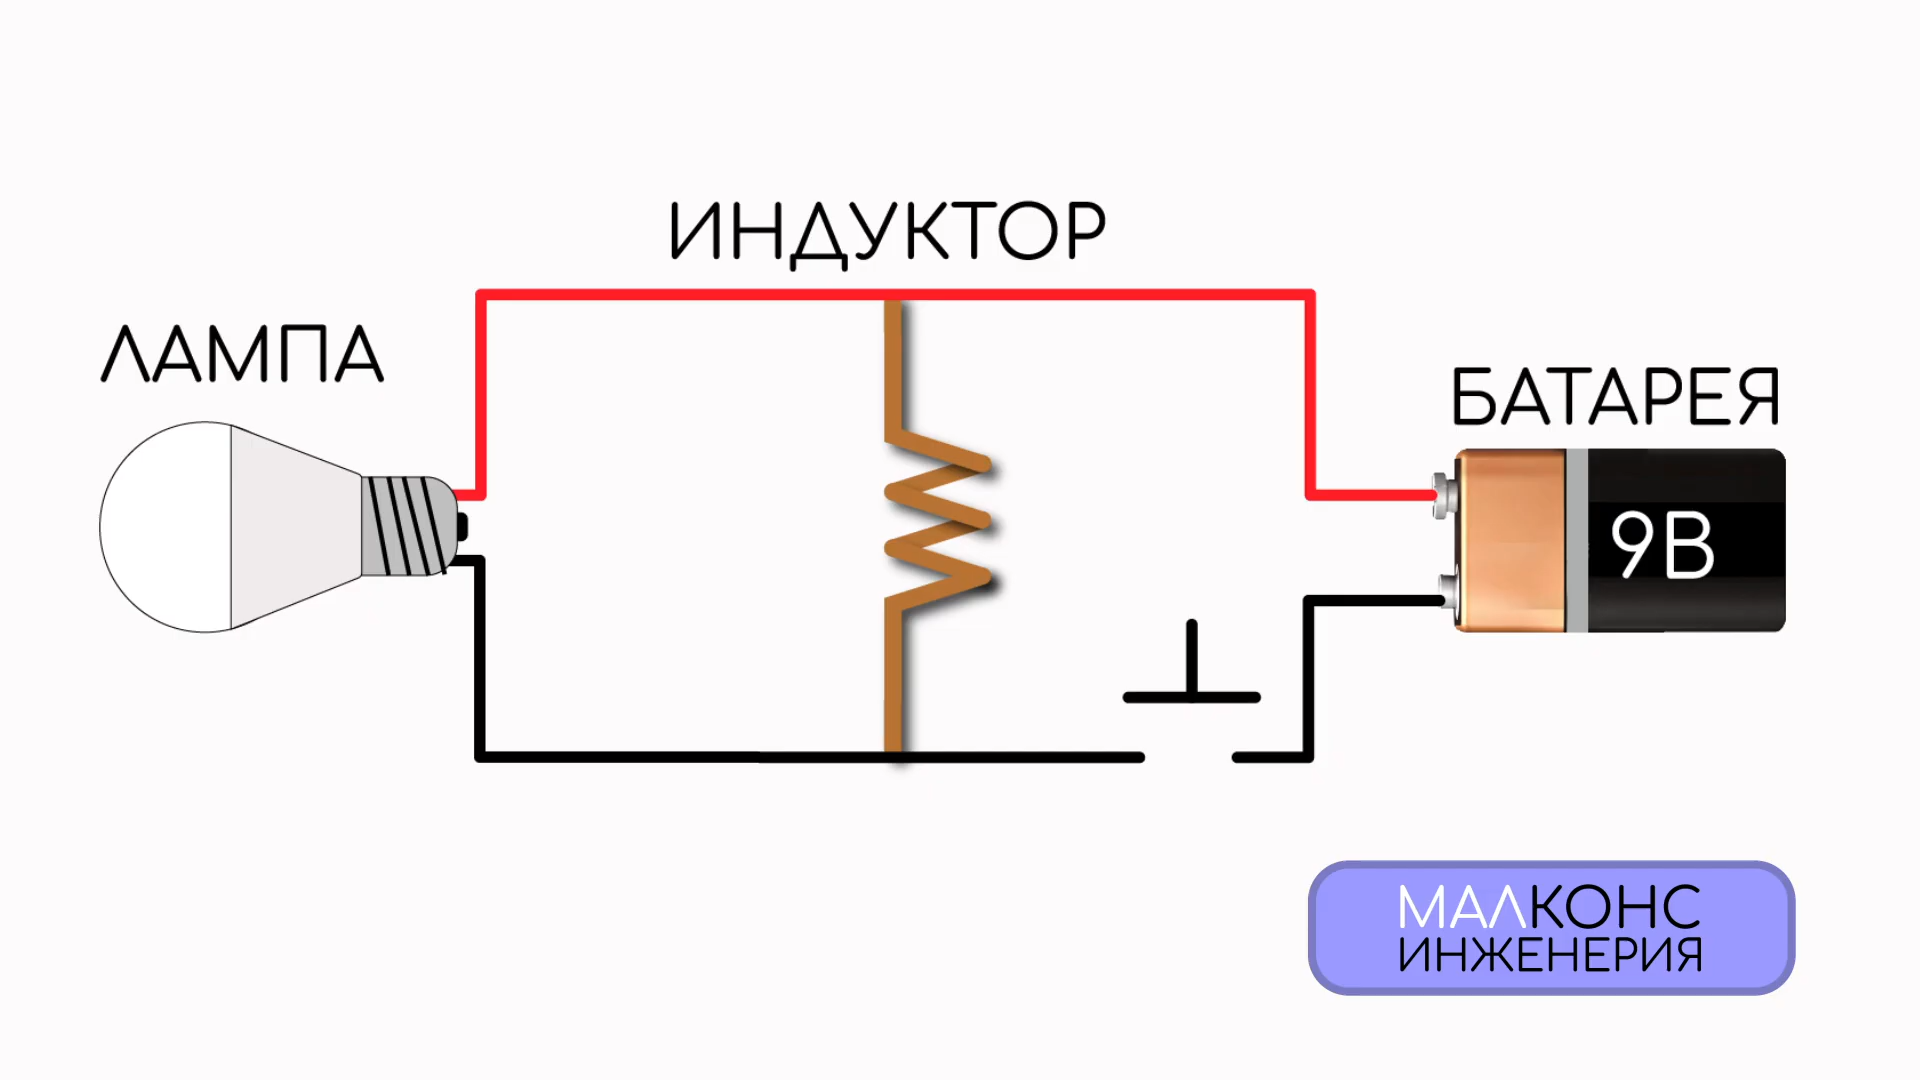 ИНДУКТОР
ЛАМПА
БАТАРЕЯ
9В
МАЛКОНС
ИНЖЕНЕРИЯ